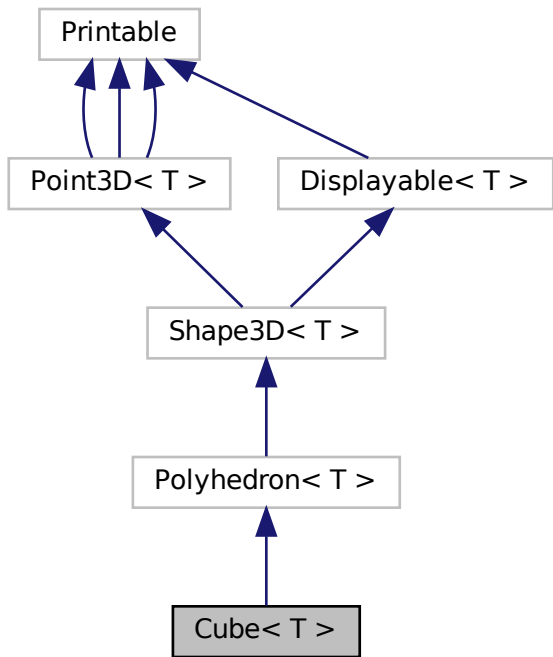 Printable
Point3D< T >
Displayable< T >
Shape3D< T >
Polyhedron< T >
Cube< T >